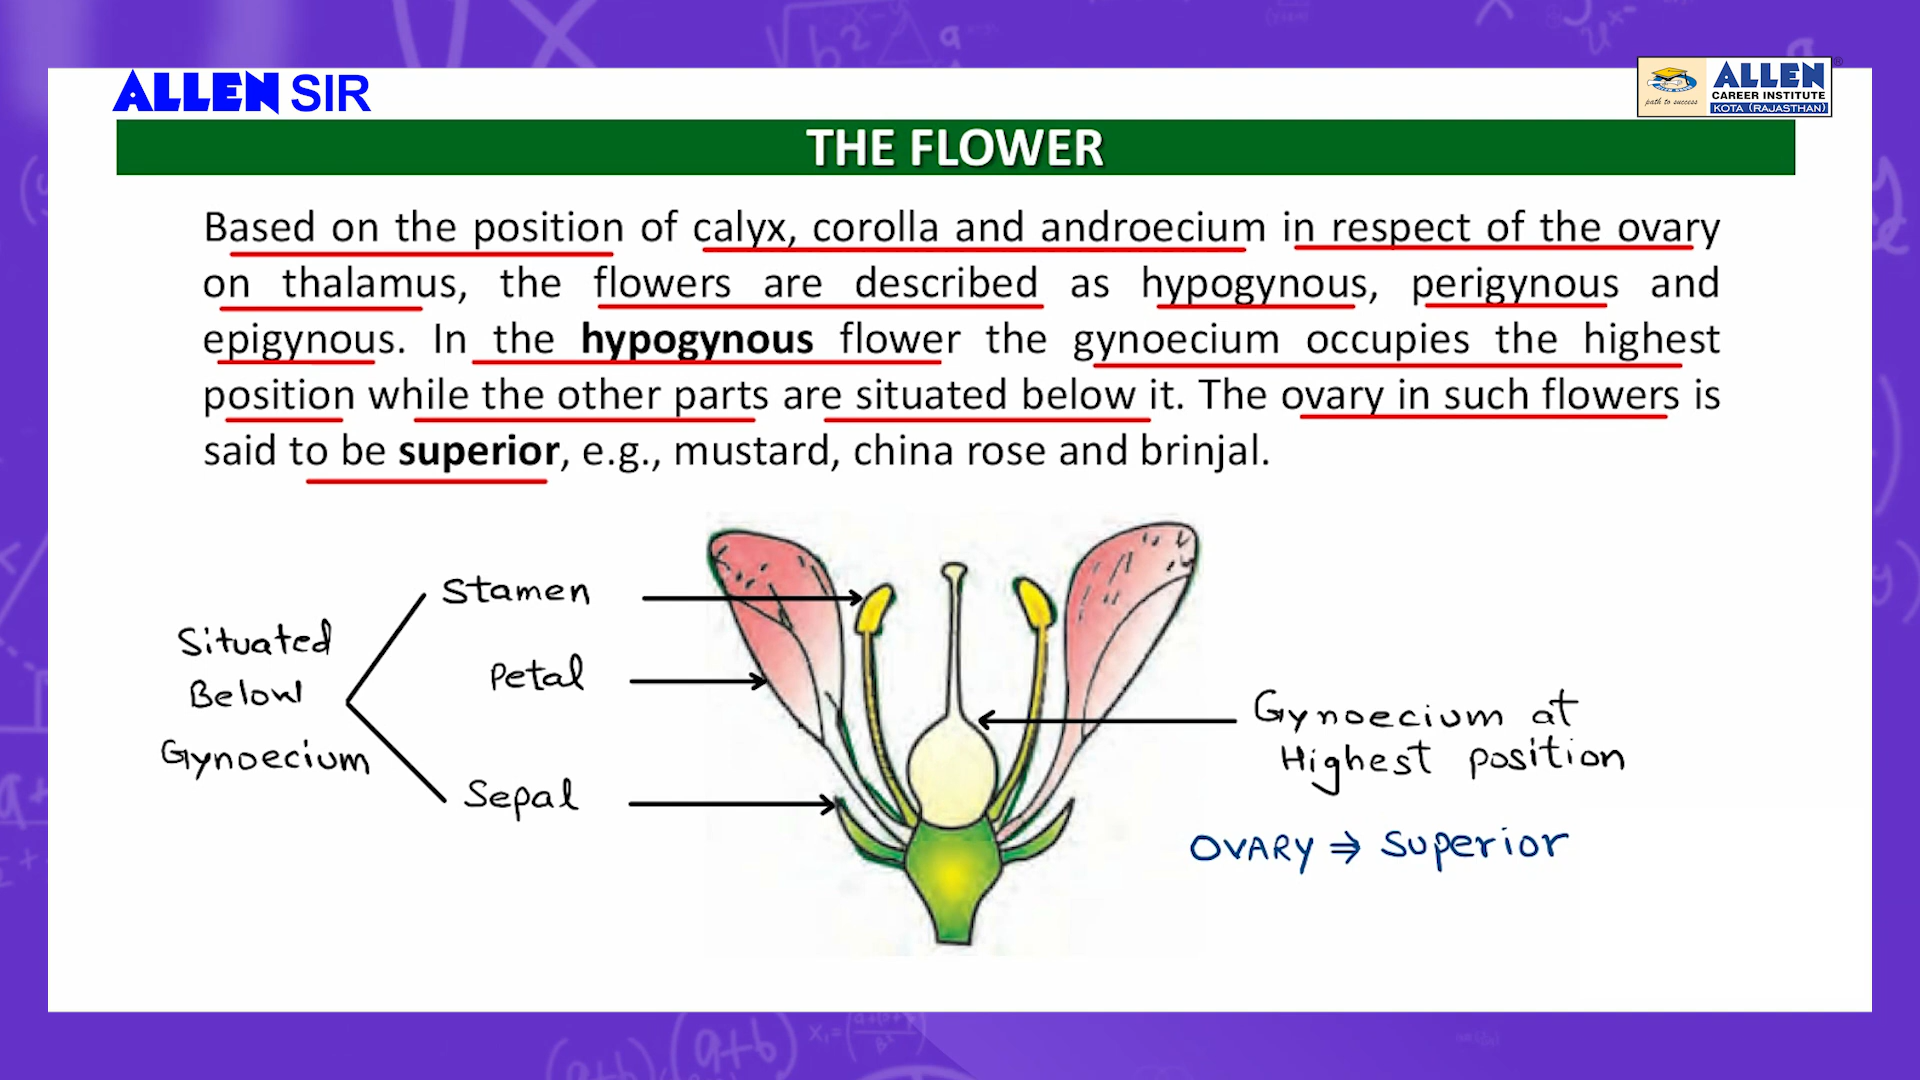 ALLEN SIR
path to success
ALLEN
CAREER INSTITUTE
KOTA (RAJASTHAN)
THE FLOWER
Based on the position of calyx, corolla and androecium in respect of the ovary
on thalamus, the flowers are described as hypogynous, perigynous and
epigynous. In the hypogynous flower the gynoecium occupies the highest
position while the other parts are situated below it. The ovary in such flowers is
said to be superior, e.g., mustard, china rose and brinjal.
Stamen
Situated
Below
Gynoecium
Petal
Sepal
Gynoecium at
Highest position
OVARY ⇒ Superior